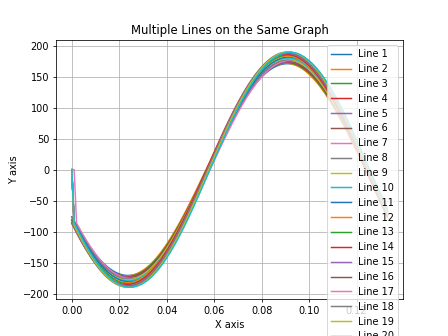 Multiple Lines on the Same Graph
200
150
100
50
0
−50
−100
−150
−200
Y axis
0.00
0.02
0.04
0.06
0.08
0.10
X axis
Line 1
Line 2
Line 3
Line 4
Line 5
Line 6
Line 7
Line 8
Line 9
Line 10
Line 11
Line 12
Line 13
Line 14
Line 15
Line 16
Line 17
Line 18
Line 19
Line 20